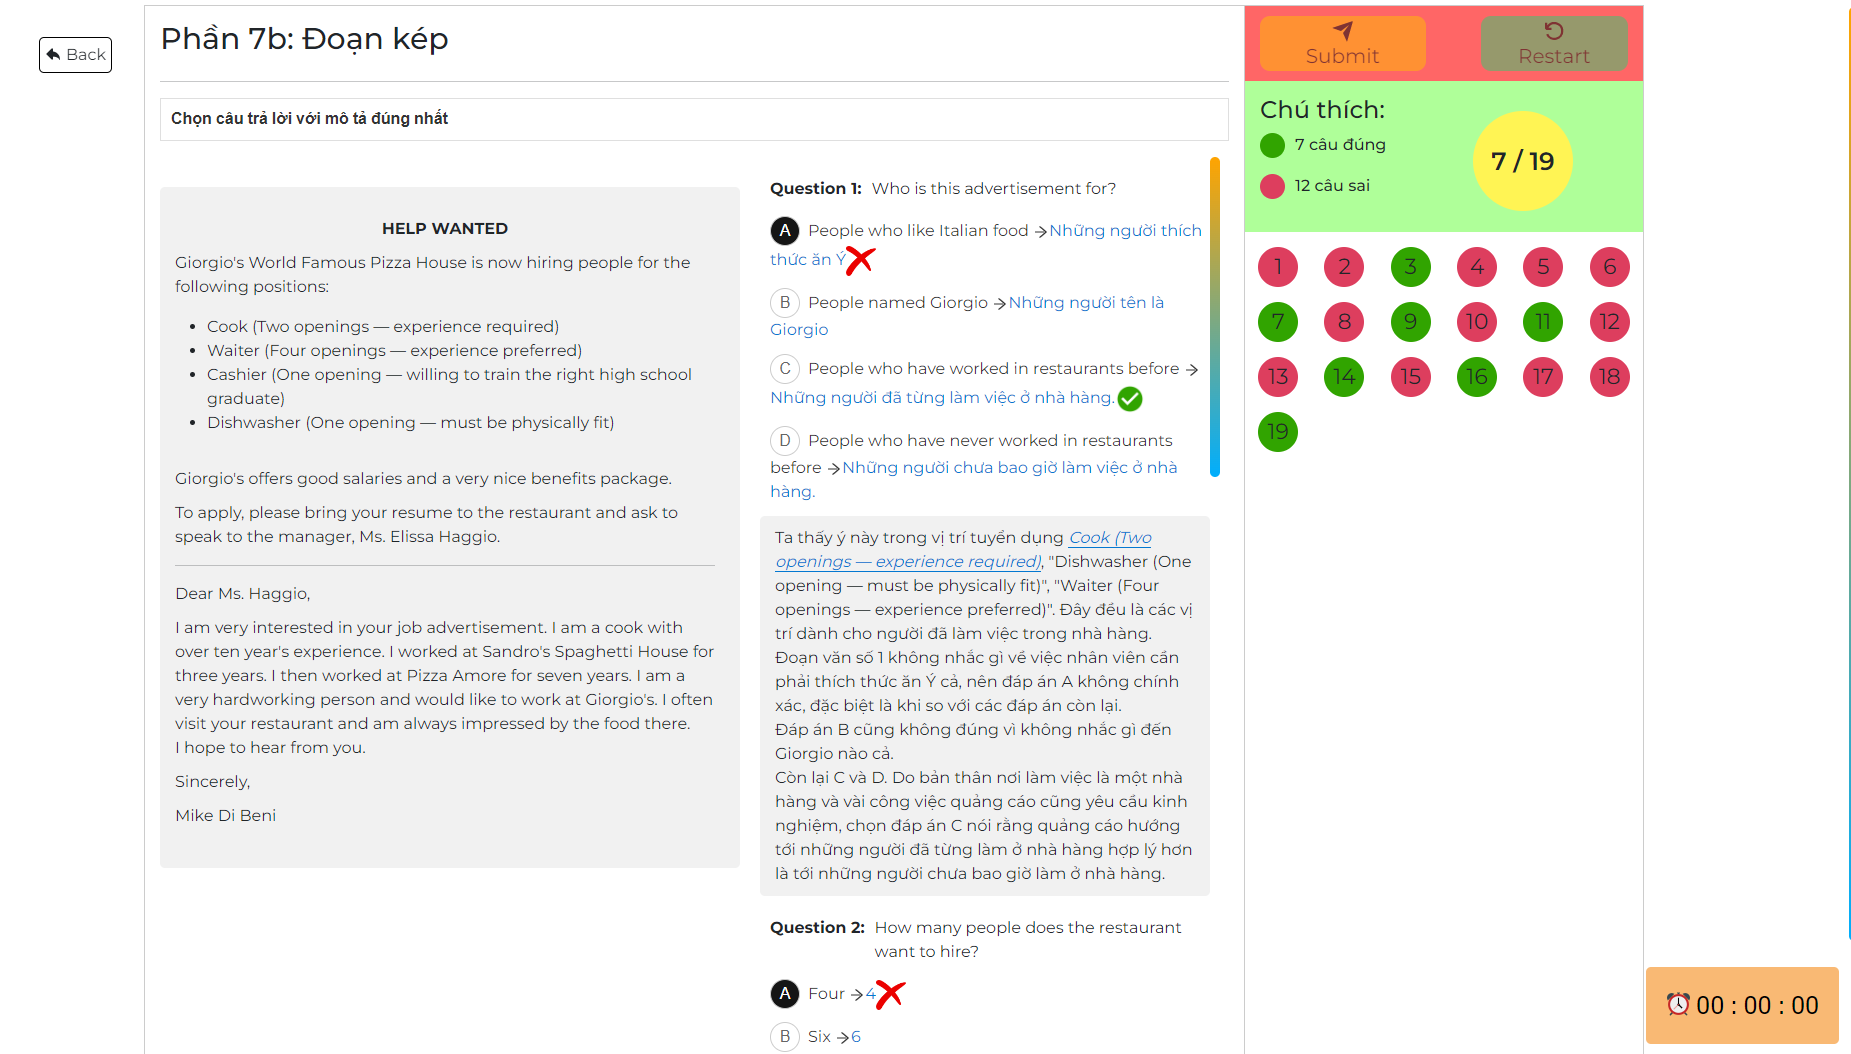 Back
Phần 7b: Đoạn kép
Chọn câu trả lời với mô tả đúng nhất
HELP WANTED
Giorgio's World Famous Pizza House is now hiring people for the
following positions:
• Cook (Two openings — experience required)
• Waiter (Four openings — experience preferred)
• Cashier (One opening — willing to train the right high school
graduate)
• Dishwasher (One opening — must be physically fit)
Giorgio's offers good salaries and a very nice benefits package.
To apply, please bring your resume to the restaurant and ask to
speak to the manager, Ms. Elissa Haggio.
Dear Ms. Haggio,
I am very interested in your job advertisement. I am a cook with
over ten year's experience. I worked at Sandro's Spaghetti House for
three years. I then worked at Pizza Amore for seven years. I am a
very hardworking person and would like to work at Giorgio's. I often
visit your restaurant and am always impressed by the food there.
I hope to hear from you.
Sincerely,
Mike Di Beni
Question 1: Who is this advertisement for?
A People who like Italian food →Những người thích
thức ăn Ý
B People named Giorgio →Những người tên là
Giorgio
C People who have worked in restaurants before →
Những người đã từng làm việc ở nhà hàng.
D People who have never worked in restaurants
before →Những người chưa bao giờ làm việc ở nhà
hàng.
Ta thấy ý này trong vị trí tuyển dụng Cook (Two
openings — experience required), "Dishwasher (One
opening — must be physically fit)", "Waiter (Four
openings — experience preferred)". Đây đều là các vị
trí dành cho người đã làm việc trong nhà hàng.
Đoạn văn số 1 không nhắc gì về việc nhân viên cần
phải thích thức ăn Ý cả, nên đáp án A không chính
xác, đặc biệt là khi so với các đáp án còn lại.
Đáp án B cũng không đúng vì không nhắc gì đến
Giorgio nào cả.
Còn lại C và D. Do bản thân nơi làm việc là một nhà
hàng và vài công việc quảng cáo cũng yêu cầu kinh
nghiệm, chọn đáp án C nói rằng quảng cáo hướng
tới những người đã từng làm ở nhà hàng hợp lý hơn
là tới những người chưa bao giờ làm ở nhà hàng.
Question 2: How many people does the restaurant
want to hire?
A Four →4
B Six →6
Submit
Restart
Chú thích:
7 câu đúng
12 câu sai
7 / 19
1 2 3 4 5 6
7 8 9 10 11 12
13 14 15 16 17 18
19
00 : 00 : 00